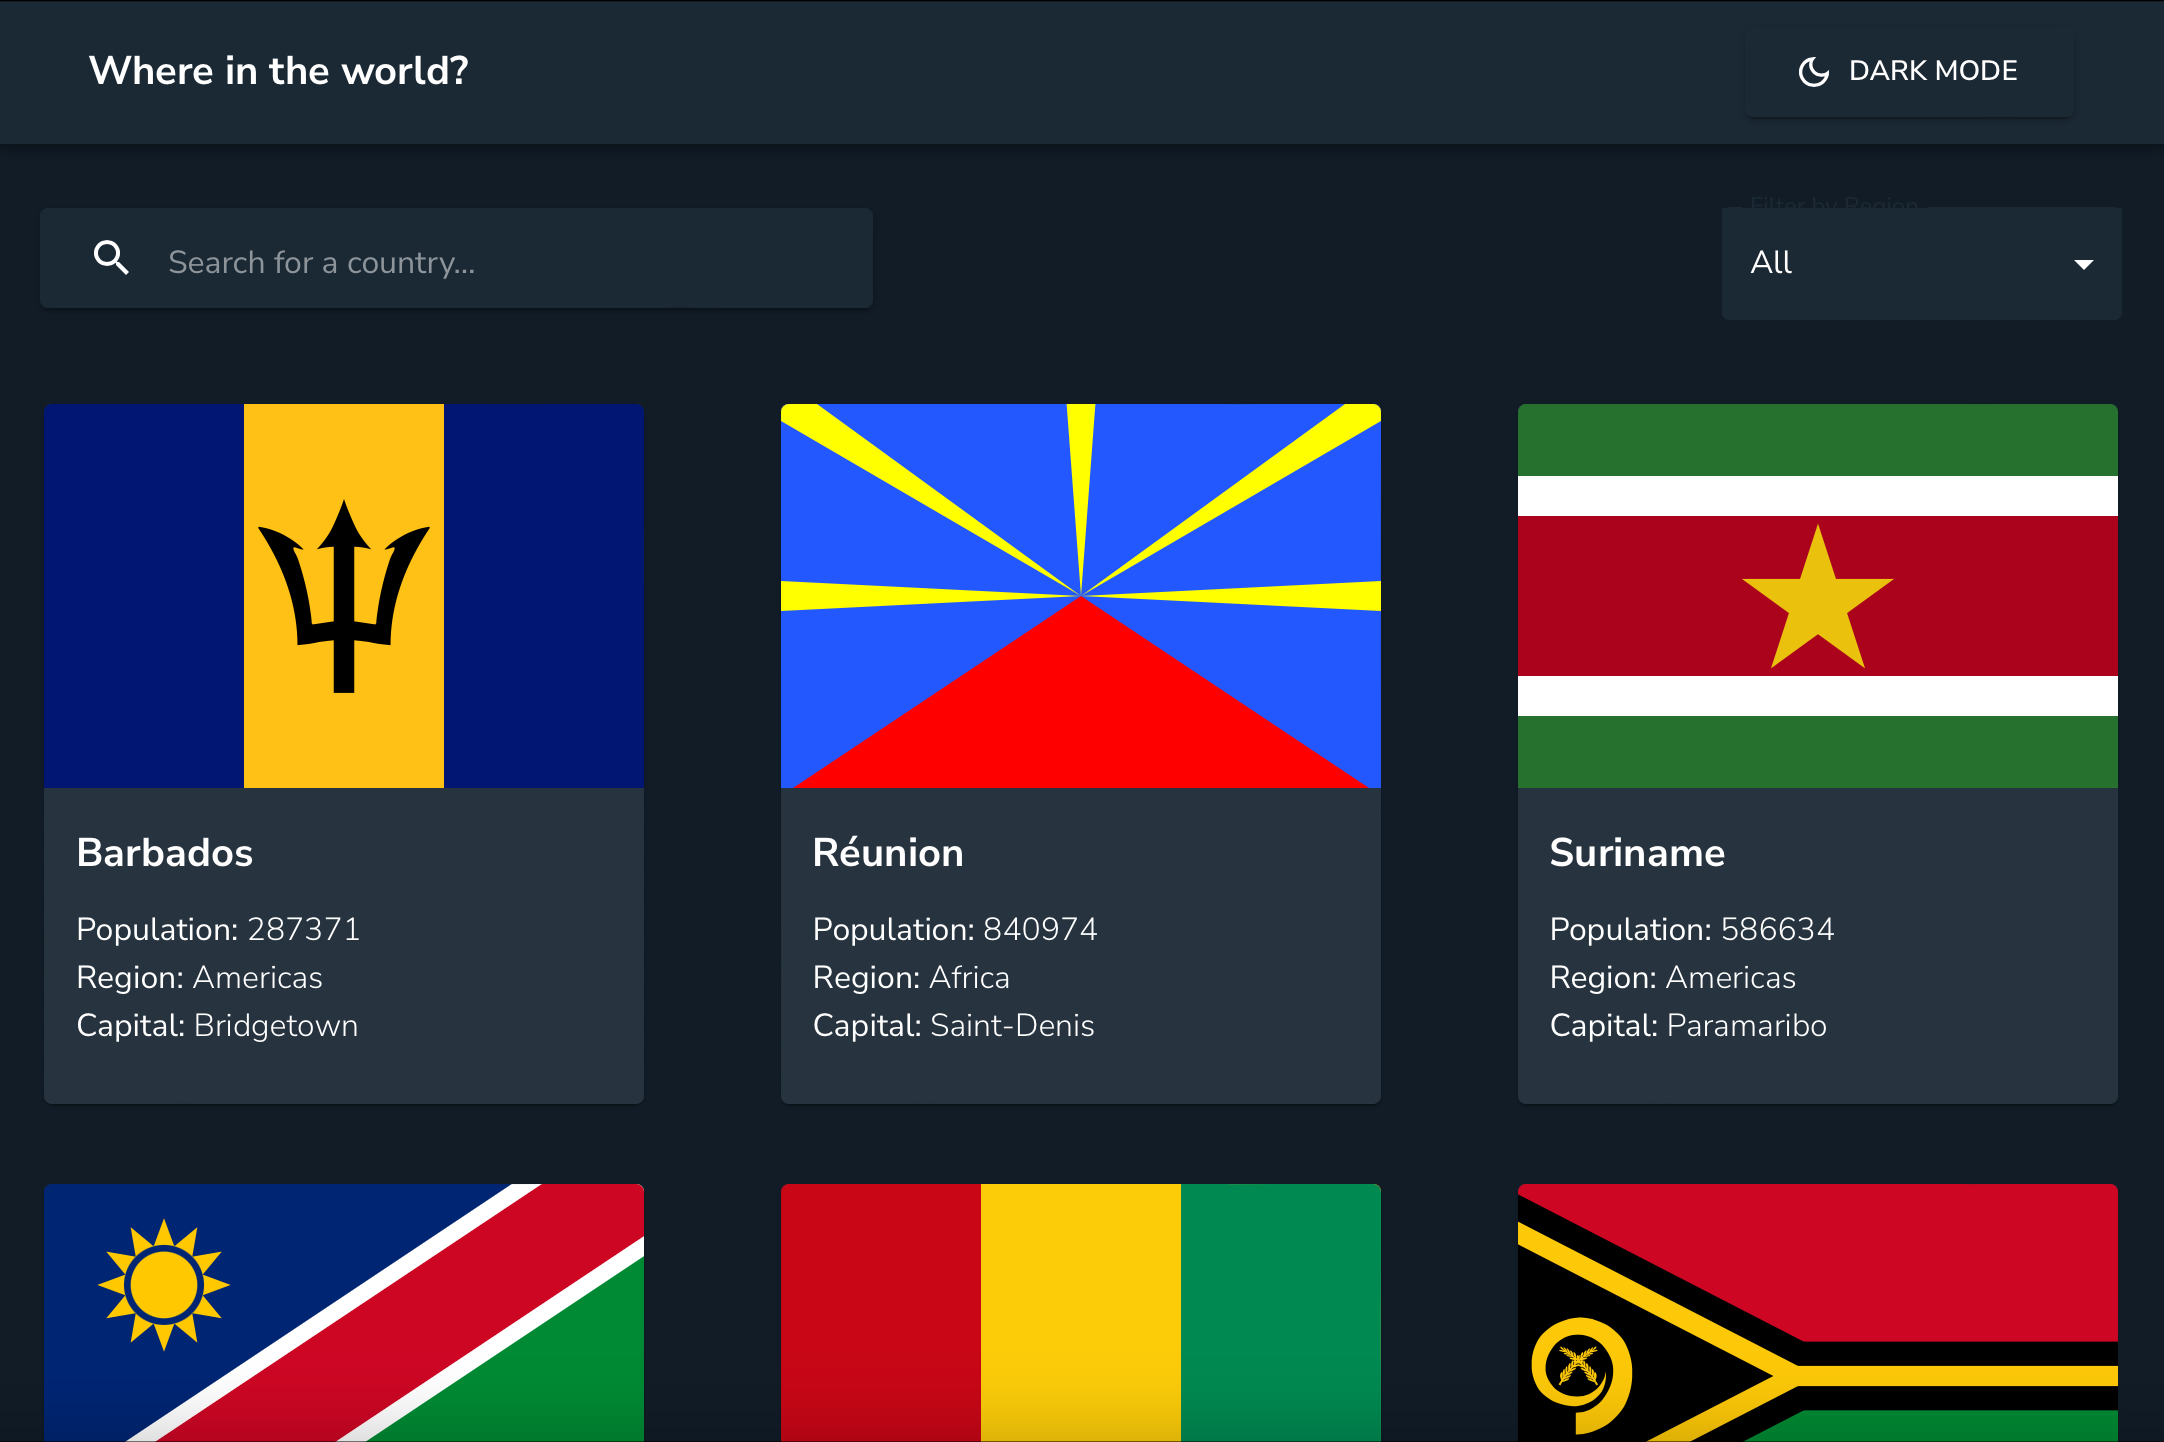 Where in the world?
DARK MODE
Filter by Region
Search for a country...
All
Barbados
Population: 287371
Region: Americas
Capital: Bridgetown
Réunion
Population: 840974
Region: Africa
Capital: Saint-Denis
Suriname
Population: 586634
Region: Americas
Capital: Paramaribo